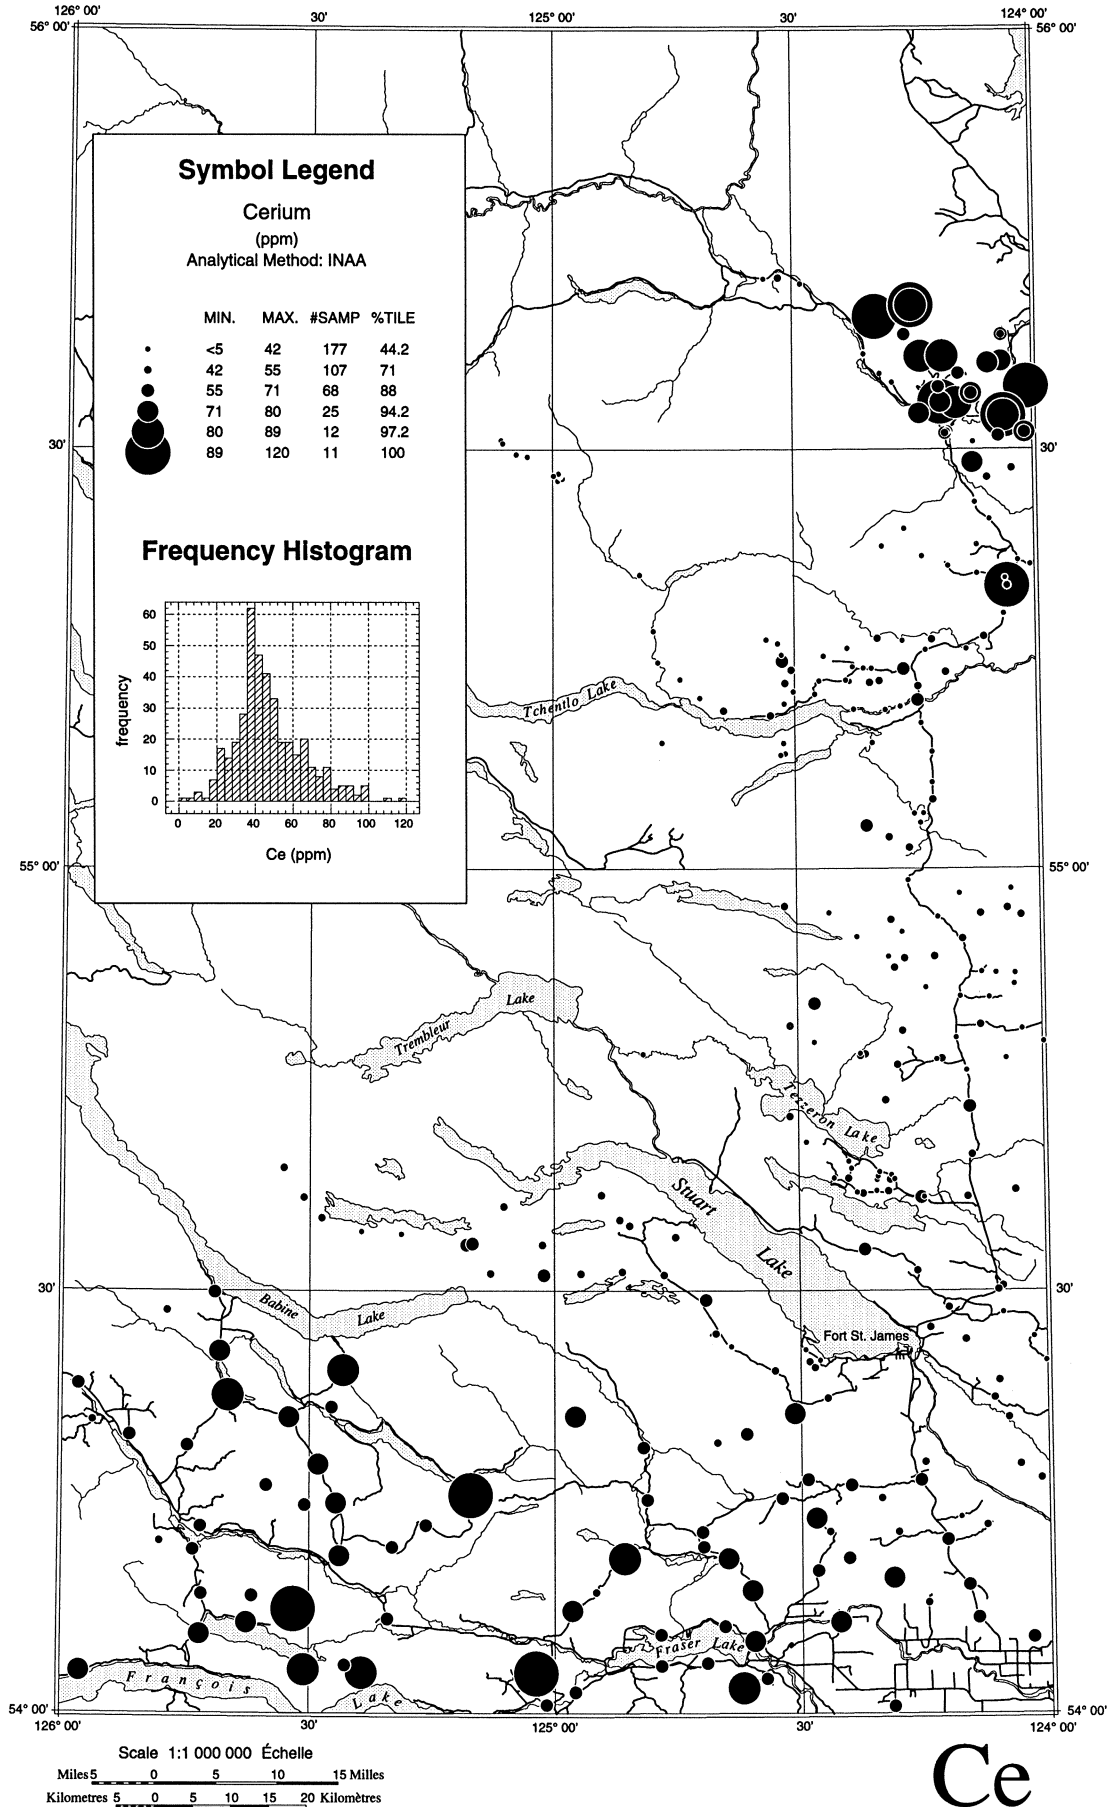 126° 00' 30' 125° 00' 30' 124° 00'
56° 00' 56° 00'
Symbol Legend
Cerium
(ppm)
Analytical Method: INAA
MIN. MAX. #SAMP %TILE
<5 42 177 44.2
42 55 107 71
55 71 68 88
71 80 25 94.2
80 89 12 97.2
89 120 11 100
30' 30'
Frequency Histogram
8
60
50
40
30
20
10
0
frequency
0 20 40 60 80 100 120
Ce (ppm)
Tchentlo Lake
55° 00' 55° 00'
Trembleur Lake
Tezzeron Lake
Stuart Lake
30' 30'
Babine Lake
Fort St. James
Fraser Lake
François Lake
54° 00' 54° 00'
126° 00' 30' 125° 00' 30' 124° 00'
Scale 1:1 000 000 Échelle
Miles 5 0 5 10 15 Milles
Kilometres 5 0 5 10 15 20 Kilomètres
Ce